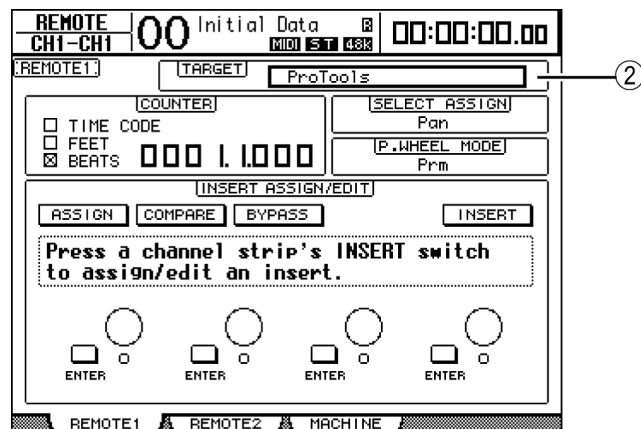 REMOTE
CH1-CH1
00 Initial Data R
MIDI ST 48k
00:00:00.00
REMOTE1
TARGET
ProTools
2
COUNTER
TIME CODE
FEET
BEATS
000 1.1.000
SELECT ASSIGN
Pan
P.WHEEL MODE
Prm
INSERT ASSIGN/EDIT
ASSIGN COMPARE BYPASS INSERT
Press a channel strip's INSERT switch
to assign/edit an insert.
ENTER ENTER ENTER ENTER
REMOTE1 REMOTE2 MACHINE